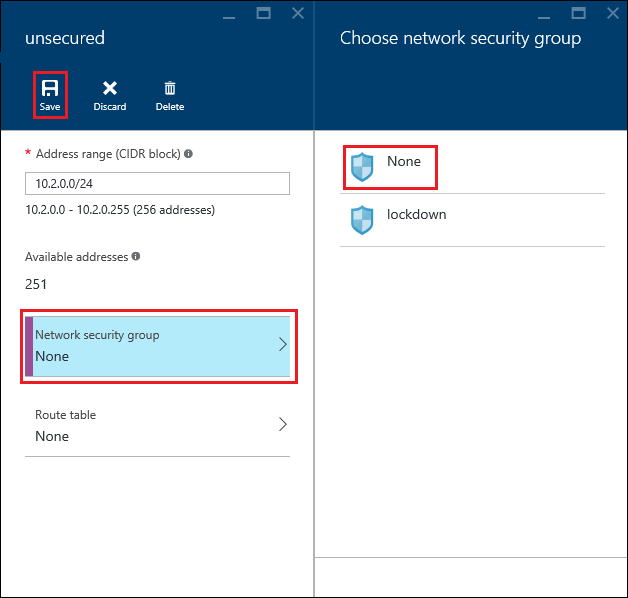 unsecured
Save
Discard
Delete
* Address range (CIDR block)
10.2.0.0/24
10.2.0.0 - 10.2.0.255 (256 addresses)
Available addresses
251
Network security group
None
Route table
None
Choose network security group
None
lockdown